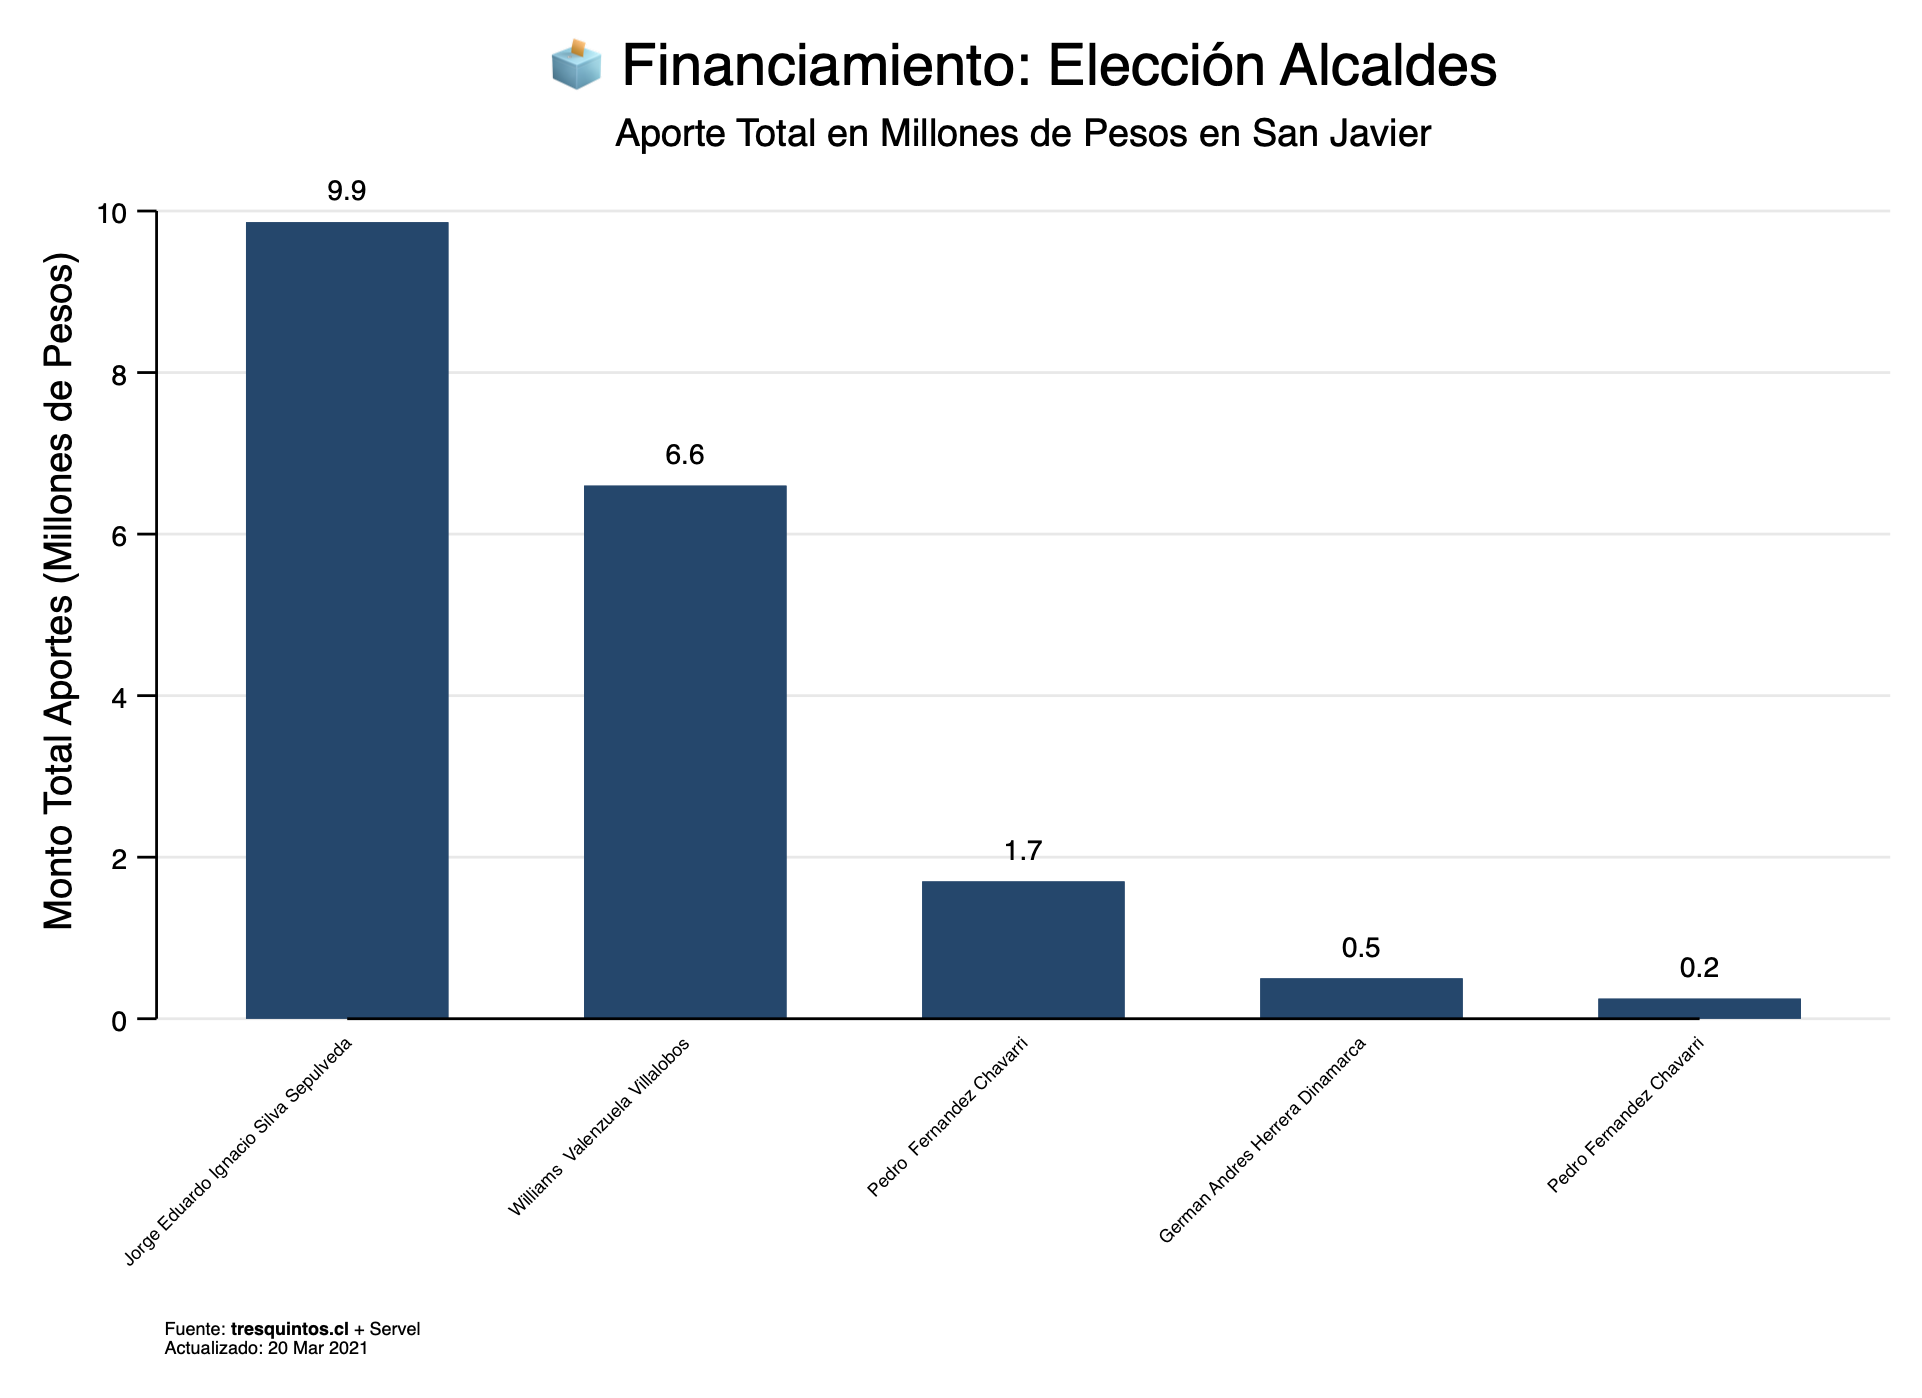 Financiamiento: Elección Alcaldes
Aporte Total en Millones de Pesos en San Javier
Monto Total Aportes (Millones de Pesos)
10
8
6
4
2
0
9.9
6.6
1.7
0.5
0.2
Jorge Eduardo Ignacio Silva Sepulveda
Williams  Valenzuela Villalobos
Pedro  Fernandez Chavarri
German Andres Herrera Dinamarca
Pedro Fernandez Chavarri
Fuente: tresquintos.cl + Servel
Actualizado: 20 Mar 2021